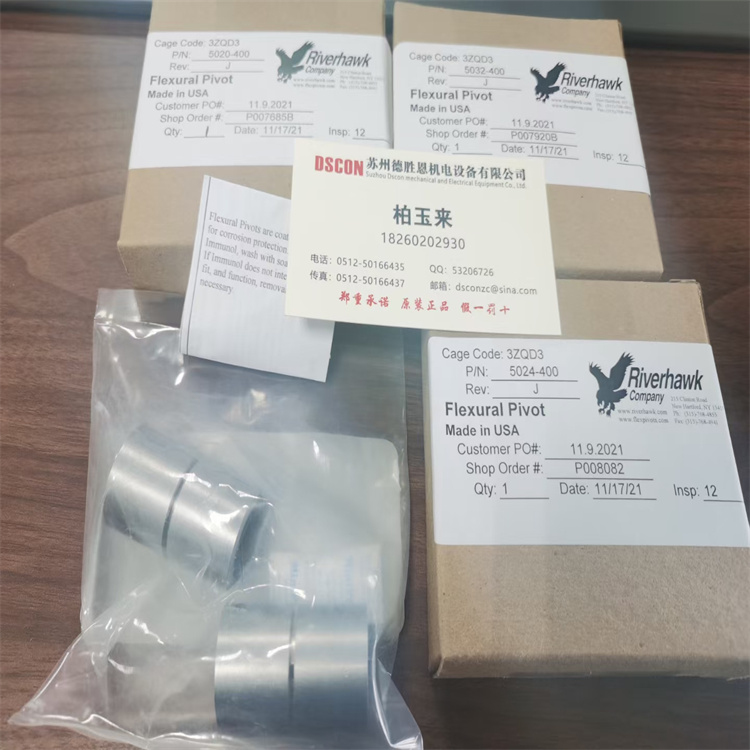 Cage Code: 3ZQD3
P/N: 5020-400
Rev.: J
Flexural Pivot
Made in USA
Customer PO#: 11.9.2021
Shop Order #: P007685B
Qty: 1 Date: 11/17/21 Insp: 12
Riverhawk
Company
Cage Code: 3ZQD3
P/N: 5032-400
Rev.: J
Flexural Pivot
Made in USA
Customer PO#: 11.9.2021
Shop Order #: P007920B
Qty: 1 Date: 11/17/21 Insp: 12
Riverhawk
Company
DSCON 苏州德胜恩机电设备有限公司
Suzhou Dscon mechanical and Electrical Equipment Co., Ltd.
柏玉来
18260202930
电话：0512-50166435 QQ: 53206726
传真：0512-50166437 邮箱：dsconzc@sina.com
郑重承诺 原装正品 假一罚十
Flexural Pivots are coat
for corrosion protection.
Immunol, wash with soa
If Immunol does not inte
fit, and function, remova
necessary.
Cage Code: 3ZQD3
P/N: 5024-400
Rev.: J
Flexural Pivot
Made in USA
Customer PO#: 11.9.2021
Shop Order #: P008082
Qty: 1 Date: 11/17/21 Insp: 12
Riverhawk
Company
www.riverhawk.com
www.flexpivots.com